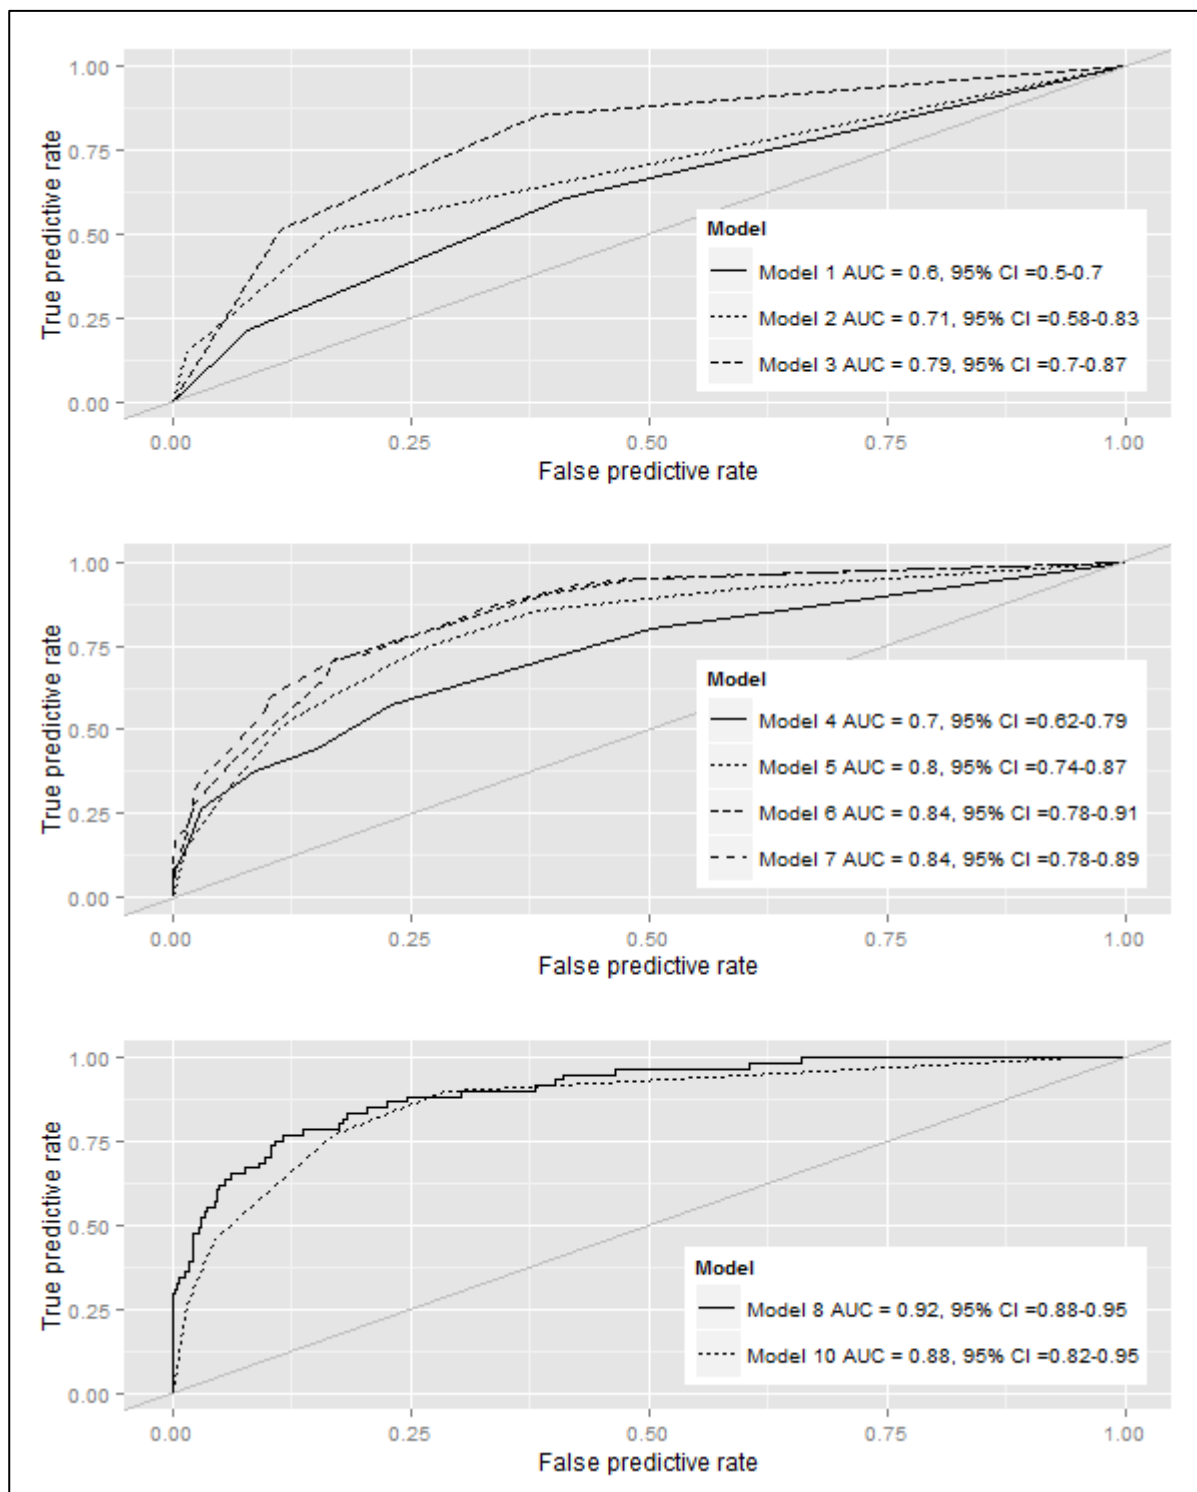 1.00
0.75
0.50
0.25
0.00
True predictive rate
Model
Model 1 AUC = 0.6, 95% CI =0.5-0.7
Model 2 AUC = 0.71, 95% CI =0.58-0.83
Model 3 AUC = 0.79, 95% CI =0.7-0.87
0.00 0.25 0.50 0.75 1.00
False predictive rate
1.00
0.75
0.50
0.25
0.00
True predictive rate
Model
Model 4 AUC = 0.7, 95% CI =0.62-0.79
Model 5 AUC = 0.8, 95% CI =0.74-0.87
Model 6 AUC = 0.84, 95% CI =0.78-0.91
Model 7 AUC = 0.84, 95% CI =0.78-0.89
0.00 0.25 0.50 0.75 1.00
False predictive rate
1.00
0.75
0.50
0.25
0.00
True predictive rate
Model
Model 8 AUC = 0.92, 95% CI =0.88-0.95
Model 10 AUC = 0.88, 95% CI =0.82-0.95
0.00 0.25 0.50 0.75 1.00
False predictive rate